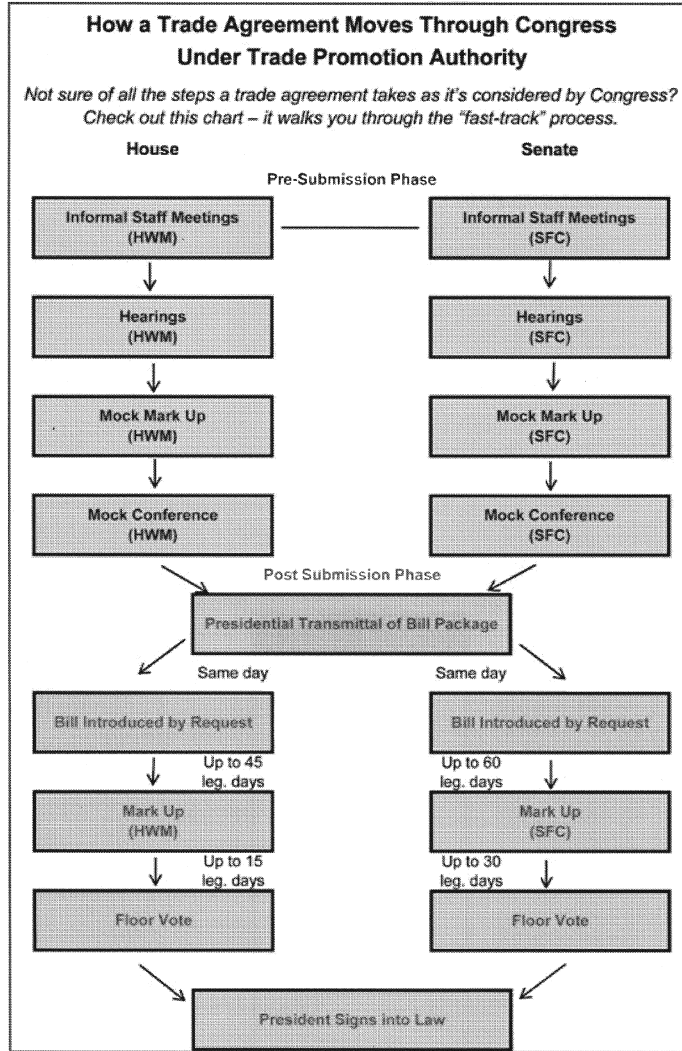 How a Trade Agreement Moves Through Congress
Under Trade Promotion Authority
Not sure of all the steps a trade agreement takes as it's considered by Congress?
Check out this chart – it walks you through the "fast-track" process.
House
Senate
Pre-Submission Phase
Informal Staff Meetings
(HWM)
Informal Staff Meetings
(SFC)
Hearings
(HWM)
Hearings
(SFC)
Mock Mark Up
(HWM)
Mock Mark Up
(SFC)
Mock Conference
(HWM)
Mock Conference
(SFC)
Post Submission Phase
Presidential Transmittal of Bill Package
Same day
Same day
Bill Introduced by Request
Bill Introduced by Request
Up to 45
leg. days
Up to 60
leg. days
Mark Up
(HWM)
Mark Up
(SFC)
Up to 15
leg. days
Up to 30
leg. days
Floor Vote
Floor Vote
President Signs into Law